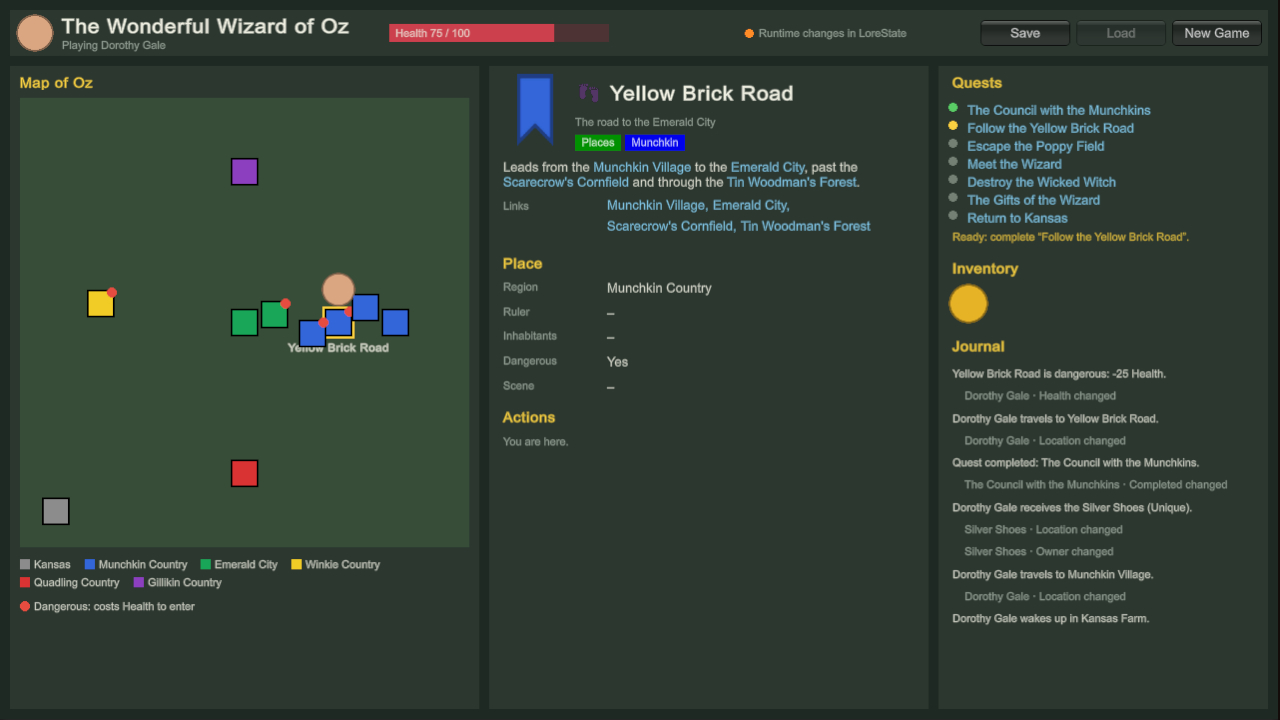 The Wonderful Wizard of Oz
Playing Dorothy Gale
Health 75 / 100
Runtime changes in LoreState
Save
Load
New Game
Map of Oz
Yellow Brick Road
Kansas
Munchkin Country
Emerald City
Winkie Country
Quadling Country
Gillikin Country
Dangerous: costs Health to enter
Yellow Brick Road
The road to the Emerald City
Places
Munchkin
Leads from the Munchkin Village to the Emerald City, past the
Scarecrow's Cornfield and through the Tin Woodman's Forest.
Links
Munchkin Village, Emerald City,
Scarecrow's Cornfield, Tin Woodman's Forest
Place
Region
Munchkin Country
Ruler
–
Inhabitants
–
Dangerous
Yes
Scene
–
Actions
You are here.
Quests
The Council with the Munchkins
Follow the Yellow Brick Road
Escape the Poppy Field
Meet the Wizard
Destroy the Wicked Witch
The Gifts of the Wizard
Return to Kansas
Ready: complete "Follow the Yellow Brick Road".
Inventory
Journal
Yellow Brick Road is dangerous: -25 Health.
Dorothy Gale · Health changed
Dorothy Gale travels to Yellow Brick Road.
Dorothy Gale · Location changed
Quest completed: The Council with the Munchkins.
The Council with the Munchkins · Completed changed
Dorothy Gale receives the Silver Shoes (Unique).
Silver Shoes · Location changed
Silver Shoes · Owner changed
Dorothy Gale travels to Munchkin Village.
Dorothy Gale · Location changed
Dorothy Gale wakes up in Kansas Farm.